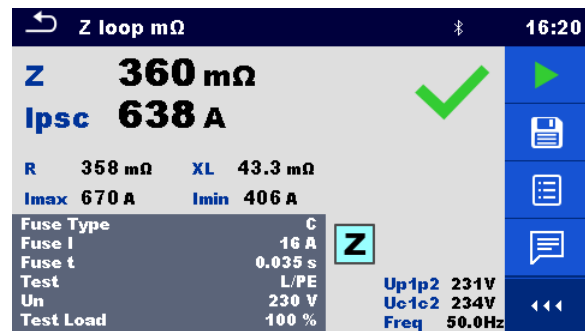 Z loop mΩ 16:20
Z 360 mΩ
Ipsc 638 A
R 358 mΩ XL 43.3 mΩ
Imax 670 A Imin 406 A
Fuse Type C
Fuse I 16 A
Fuse t 0.035 s
Test L/PE
Un 230 V
Test Load 100 %
Z
Up1p2 231V
Uc1c2 234V
Freq 50.0Hz